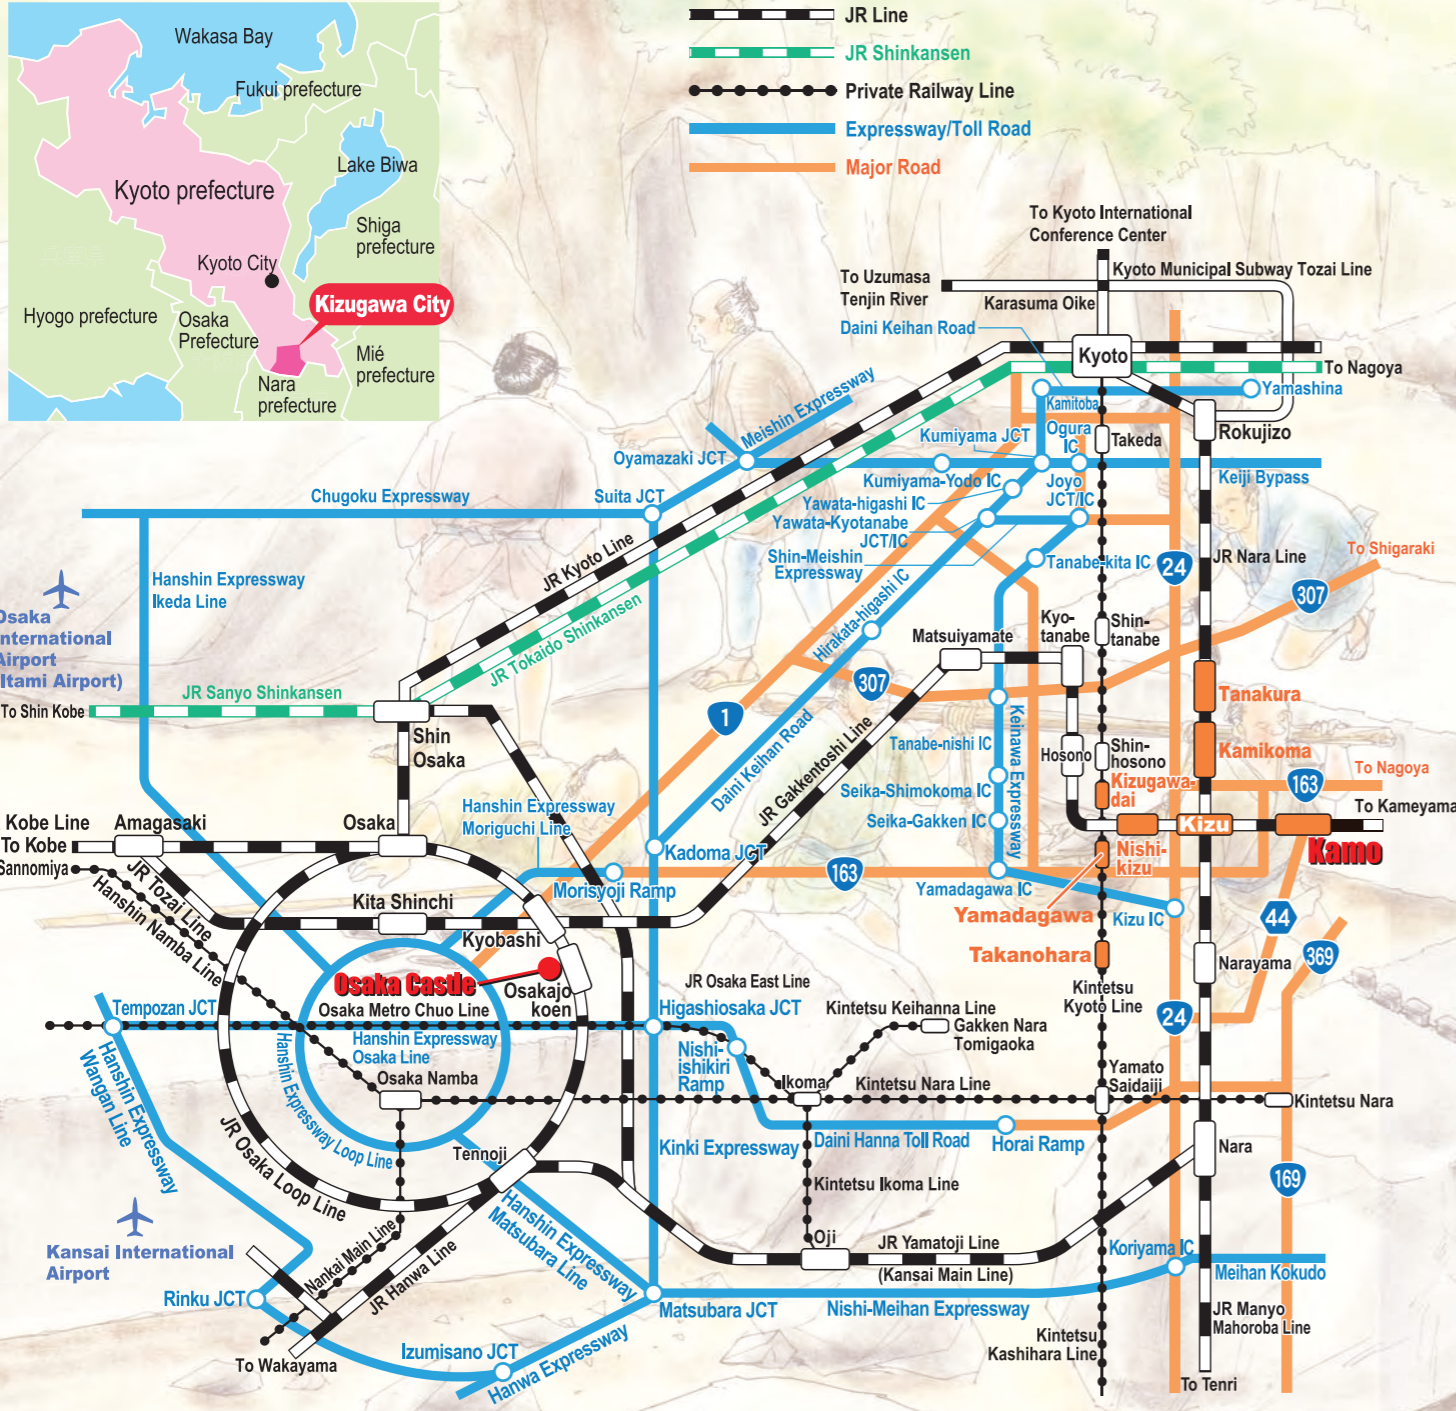 Wakasa Bay
Fukui prefecture
Lake Biwa
Kyoto prefecture
Shiga
prefecture
Kyoto City
Kizugawa City
Hyogo prefecture
Osaka
Prefecture
Mié
prefecture
Nara
prefecture
JR Line
JR Shinkansen
Private Railway Line
Expressway/Toll Road
Major Road
To Kyoto International
Conference Center
Kyoto Municipal Subway Tozai Line
To Uzumasa
Tenjin River
Karasuma Oike
Daini Keihan Road
Kyoto
To Nagoya
Yamashina
Kamitoba
Meishin Expressway
Kumiyama JCT
Ogura
IC
Takeda
Rokujizo
Oyamazaki JCT
Kumiyama-Yodo IC
Joyo
JCT/IC
Keiji Bypass
Chugoku Expressway
Suita JCT
Yawata-higashi IC
Yawata-Kyotanabe
JCT/IC
JR Kyoto Line
Shin-Meishin
Expressway
Tanabe-kita IC
24
JR Nara Line
To Shigaraki
307
Hanshin Expressway
Ikeda Line
Osaka
International
Airport
(Itami Airport)
JR Tokaido Shinkansen
Hirakata-higashi IC
Matsuiyamate
Kyo-
tanabe
Shin-
tanabe
307
Tanakura
JR Sanyo Shinkansen
To Shin Kobe
Shin
Osaka
1
Daini Keihan Road
JR Gakkentoshi Line
Tanabe-nishi IC
Keinawa Expressway
Hosono
Shin-
hosono
Kamikoma
To Nagoya
163
Kizugawa-
dai
Seika-Shimokoma IC
Seika-Gakken IC
To Kameyama
Kizu
Kamo
Nishi-
kizu
Hanshin Expressway
Moriguchi Line
Kobe Line
To Kobe
Amagasaki
Osaka
Sannomiya
JR Tozai Line
Hanshin Namba Line
Kadoma JCT
Morisyoji Ramp
163
Yamadagawa IC
Yamadagawa
Kizu IC
44
369
Takanohara
Narayama
Kita Shinchi
Kyobashi
Osaka Castle
Osakajo
koen
JR Osaka East Line
Kintetsu
Kyoto Line
24
Tempozan JCT
Osaka Metro Chuo Line
Higashiosaka JCT
Kintetsu Keihanna Line
Gakken Nara
Tomigaoka
Hanshin Expressway
Osaka Line
Hanshin Expressway
Wangan Line
Hanshin Expressway Loop Line
Nishi-
ishikiri
Ramp
Osaka Namba
Ikoma
Kintetsu Nara Line
Yamato
Saidaiji
Kintetsu Nara
JR Osaka Loop Line
Tennoji
Kinki Expressway
Daini Hanna Toll Road
Horai Ramp
Nara
Kintetsu Ikoma Line
169
Hanshin Expressway
Matsubara Line
Kansai International
Airport
Nankai Main Line
JR Hanwa Line
Oji
JR Yamatoji Line
(Kansai Main Line)
Koriyama IC
Meihan Kokudo
Rinku JCT
Matsubara JCT
Nishi-Meihan Expressway
JR Manyo
Mahoroba Line
To Wakayama
Izumisano JCT
Hanwa Expressway
Kintetsu
Kashihara Line
To Tenri